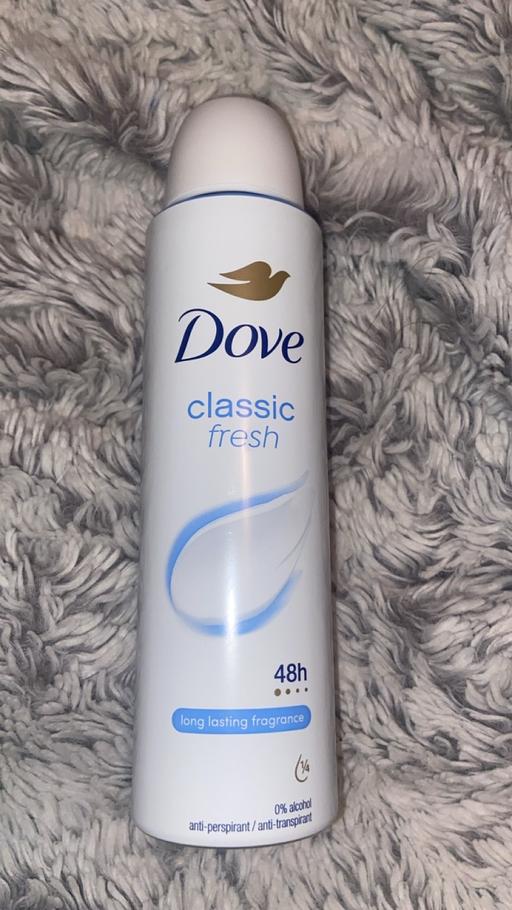 Dove
classic
fresh
48h
long lasting fragrance
1/4
0% alcohol
anti-perspirant / anti-transpirant